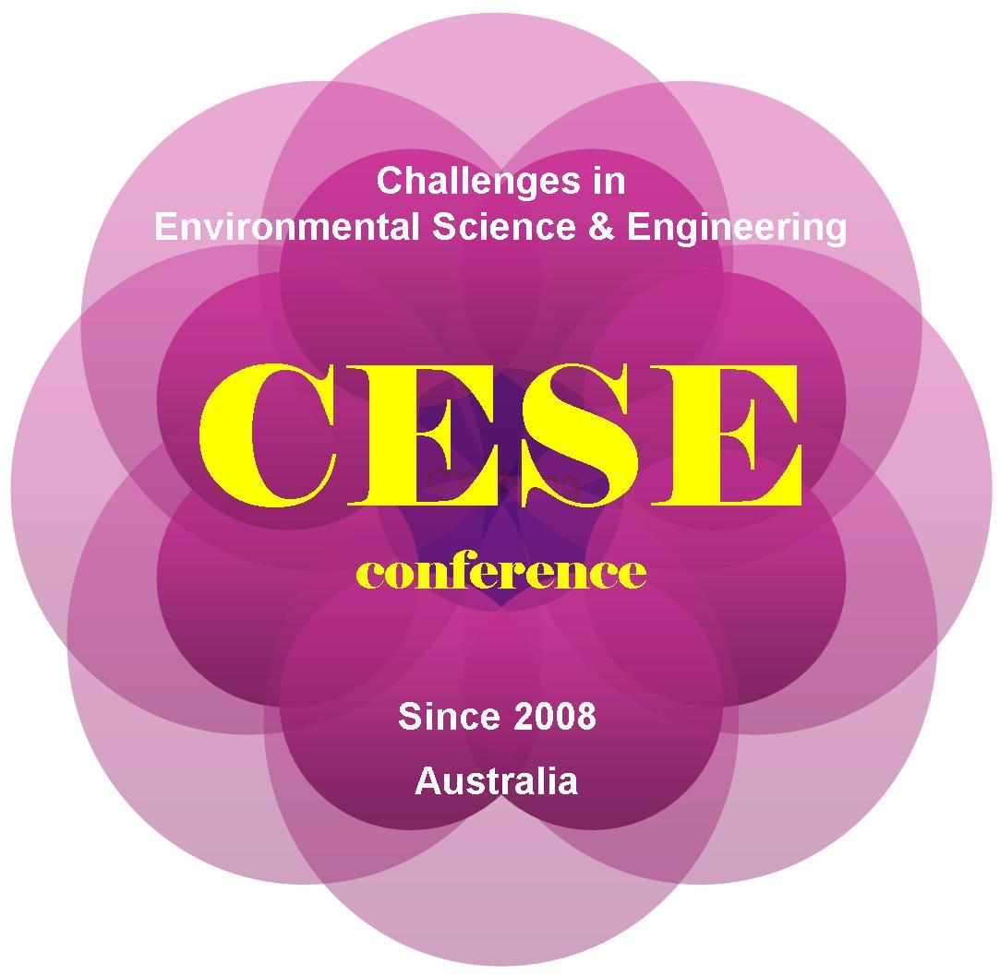 Challenges in
Environmental Science & Engineering
CESE
conference
Since 2008
Australia